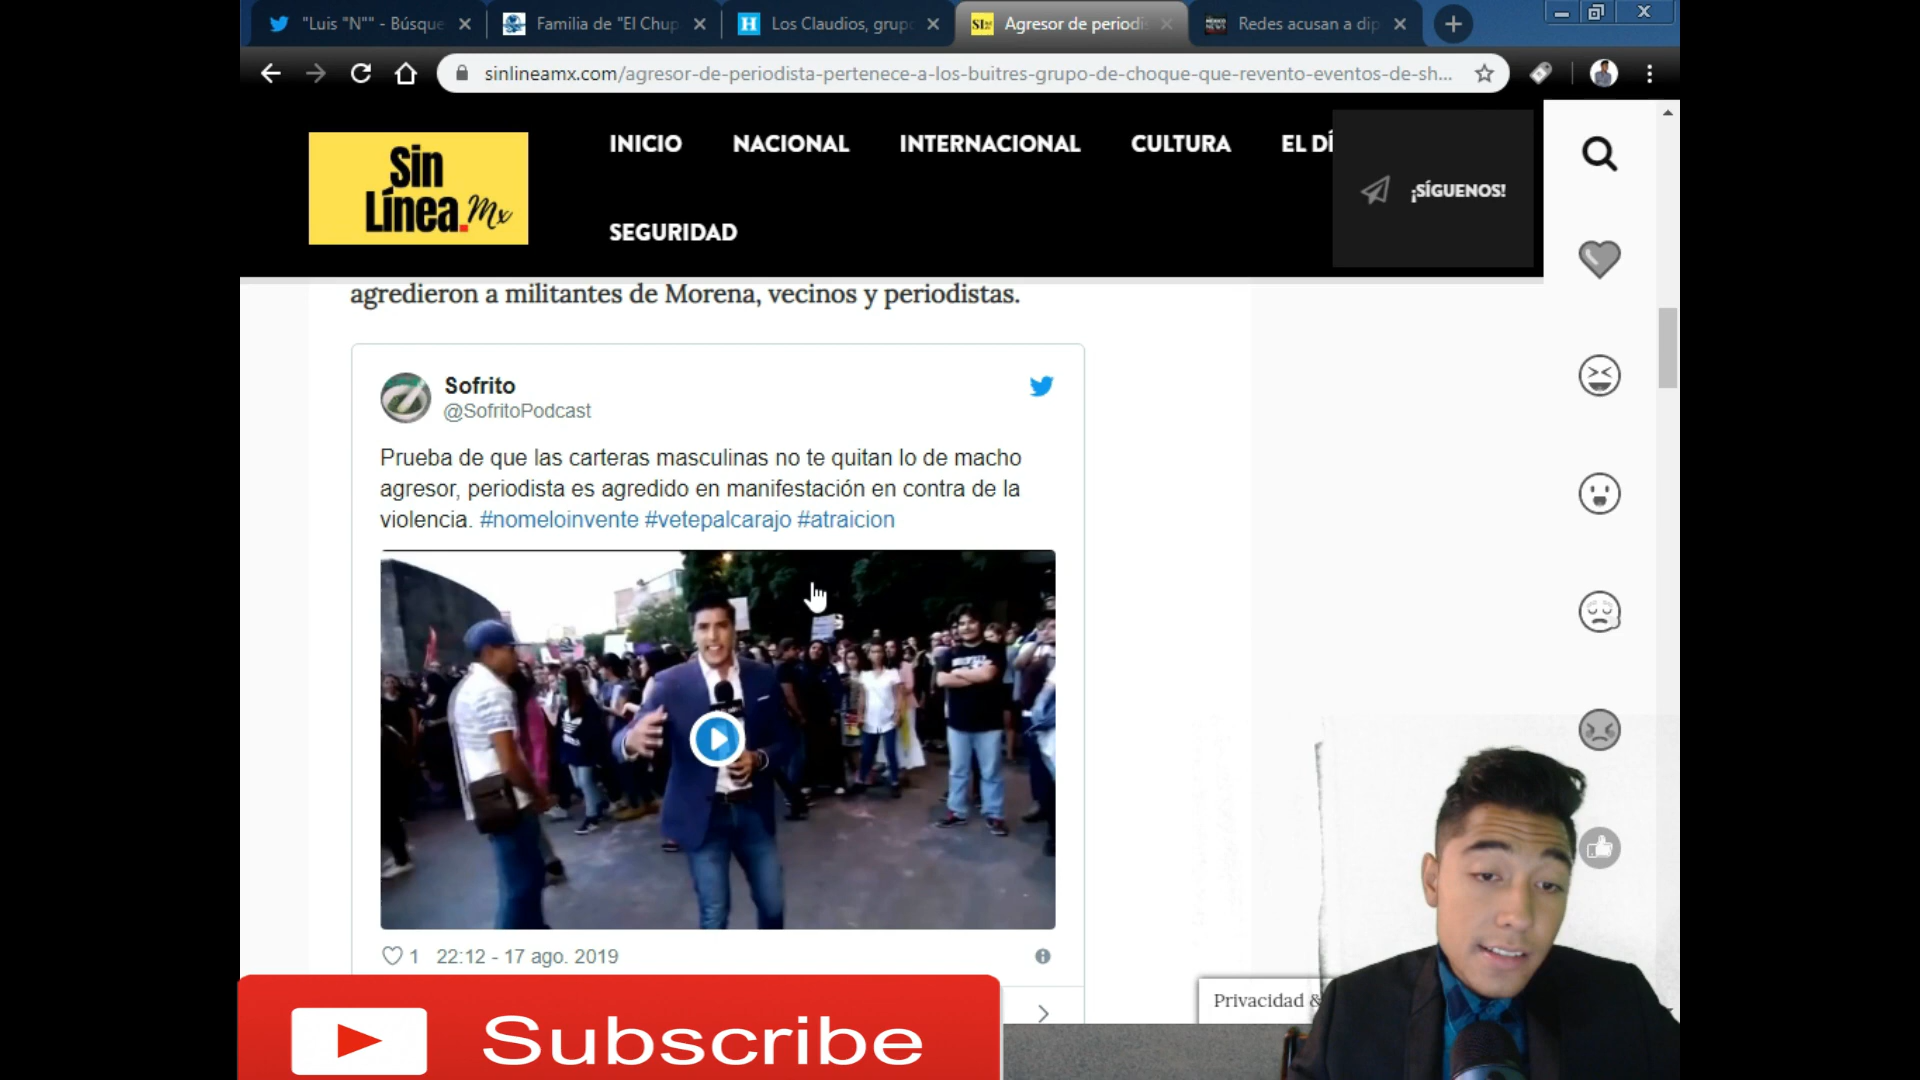 "Luis "N"" - Búsque
Familia de "El Chup
Los Claudios, grupo
Agresor de periodis
Redes acusan a dip
sinlineamx.com/agresor-de-periodista-pertenece-a-los-buitres-grupo-de-choque-que-revento-eventos-de-sh...
Sin
Línea.Mx
INICIO
NACIONAL
INTERNACIONAL
CULTURA
EL DÍ
¡SÍGUENOS!
SEGURIDAD
agredieron a militantes de Morena, vecinos y periodistas.
Sofrito
@SofritoPodcast
Prueba de que las carteras masculinas no te quitan lo de macho
agresor, periodista es agredido en manifestación en contra de la
violencia. #nomeloinvente #vetepalcarajo #atraicion
1 22:12 - 17 ago. 2019
Privacidad &
Subscribe